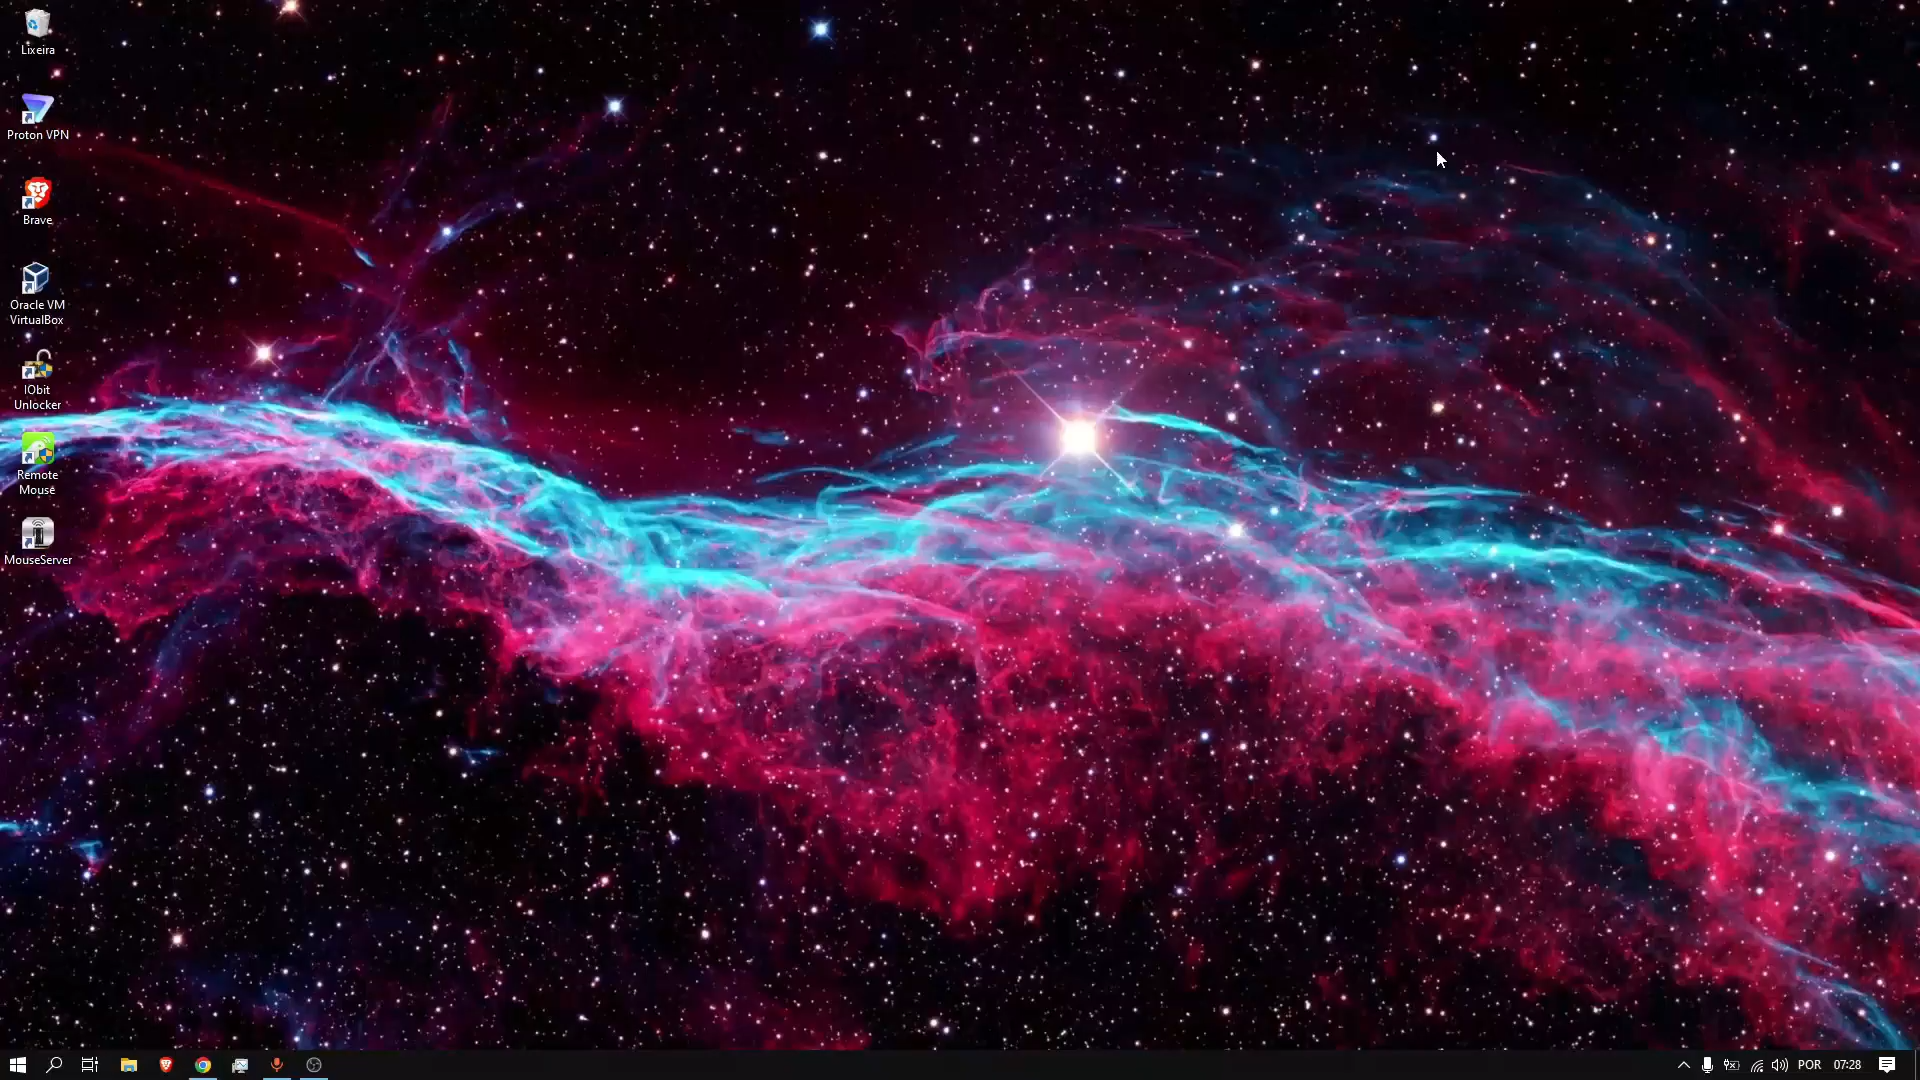 Lixeira
Proton VPN
Brave
Oracle VM
VirtualBox
IObit
Unlocker
Remote
Mouse
MouseServer
POR
07:28